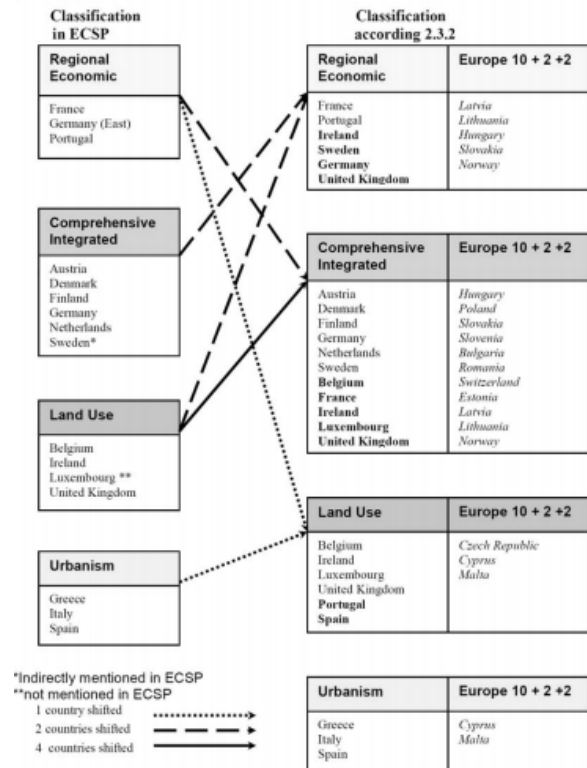 Classification
in ECSP
Regional
Economic
France
Germany (East)
Portugal
Comprehensive
Integrated
Austria
Denmark
Finland
Germany
Netherlands
Sweden*
Land Use
Belgium
Ireland
Luxembourg **
United Kingdom
Urbanism
Greece
Italy
Spain
*Indirectly mentioned in ECSP
**not mentioned in ECSP
1 country shifted
2 countries shifted
4 countries shifted
Classification
according 2.3.2
Regional
Economic
Europe 10 + 2 +2
France
Portugal
Ireland
Sweden
Germany
United Kingdom
Latvia
Lithuania
Hungary
Slovakia
Norway
Comprehensive
Integrated
Europe 10 + 2 +2
Austria
Denmark
Finland
Germany
Netherlands
Sweden
Belgium
France
Ireland
Luxembourg
United Kingdom
Hungary
Poland
Slovakia
Slovenia
Bulgaria
Romania
Switzerland
Estonia
Latvia
Lithuania
Norway
Land Use
Europe 10 + 2 +2
Belgium
Ireland
Luxembourg
United Kingdom
Portugal
Spain
Czech Republic
Cyprus
Malta
Urbanism
Europe 10 + 2 +2
Greece
Italy
Spain
Cyprus
Malta